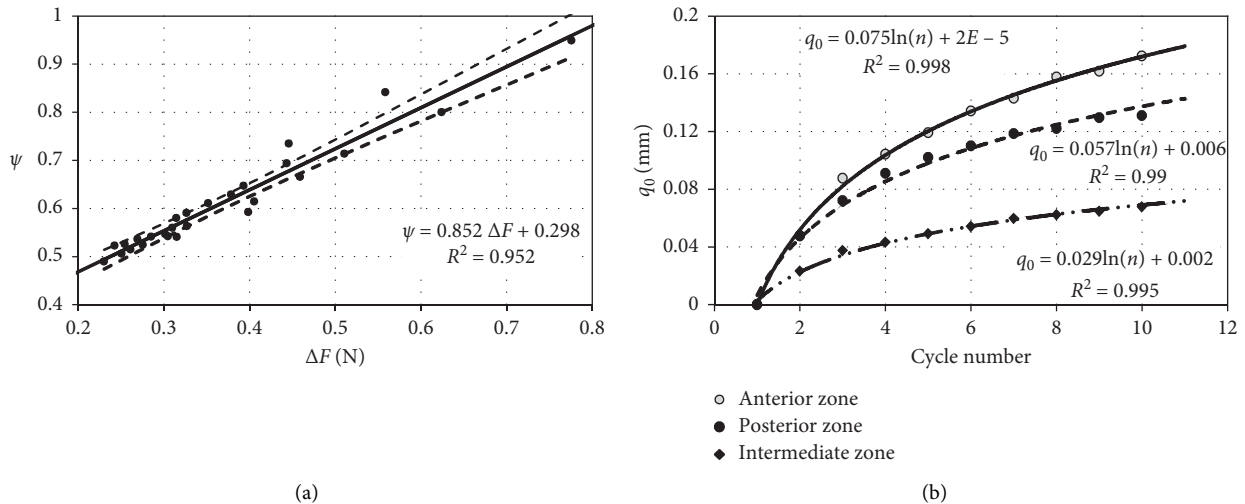 1
0.9
0.8
0.7
0.6
0.5
0.4
ψ
0.2 0.3 0.4 0.5 0.6 0.7 0.8
ΔF (N)
ψ = 0.852 ΔF + 0.298
R² = 0.952
(a)
0.2
0.16
0.12
0.08
0.04
0
q₀ (mm)
0 2 4 6 8 10 12
Cycle number
q₀ = 0.075ln(n) + 2E – 5
R² = 0.998
q₀ = 0.057ln(n) + 0.006
R² = 0.99
q₀ = 0.029ln(n) + 0.002
R² = 0.995
Anterior zone
Posterior zone
Intermediate zone
(b)